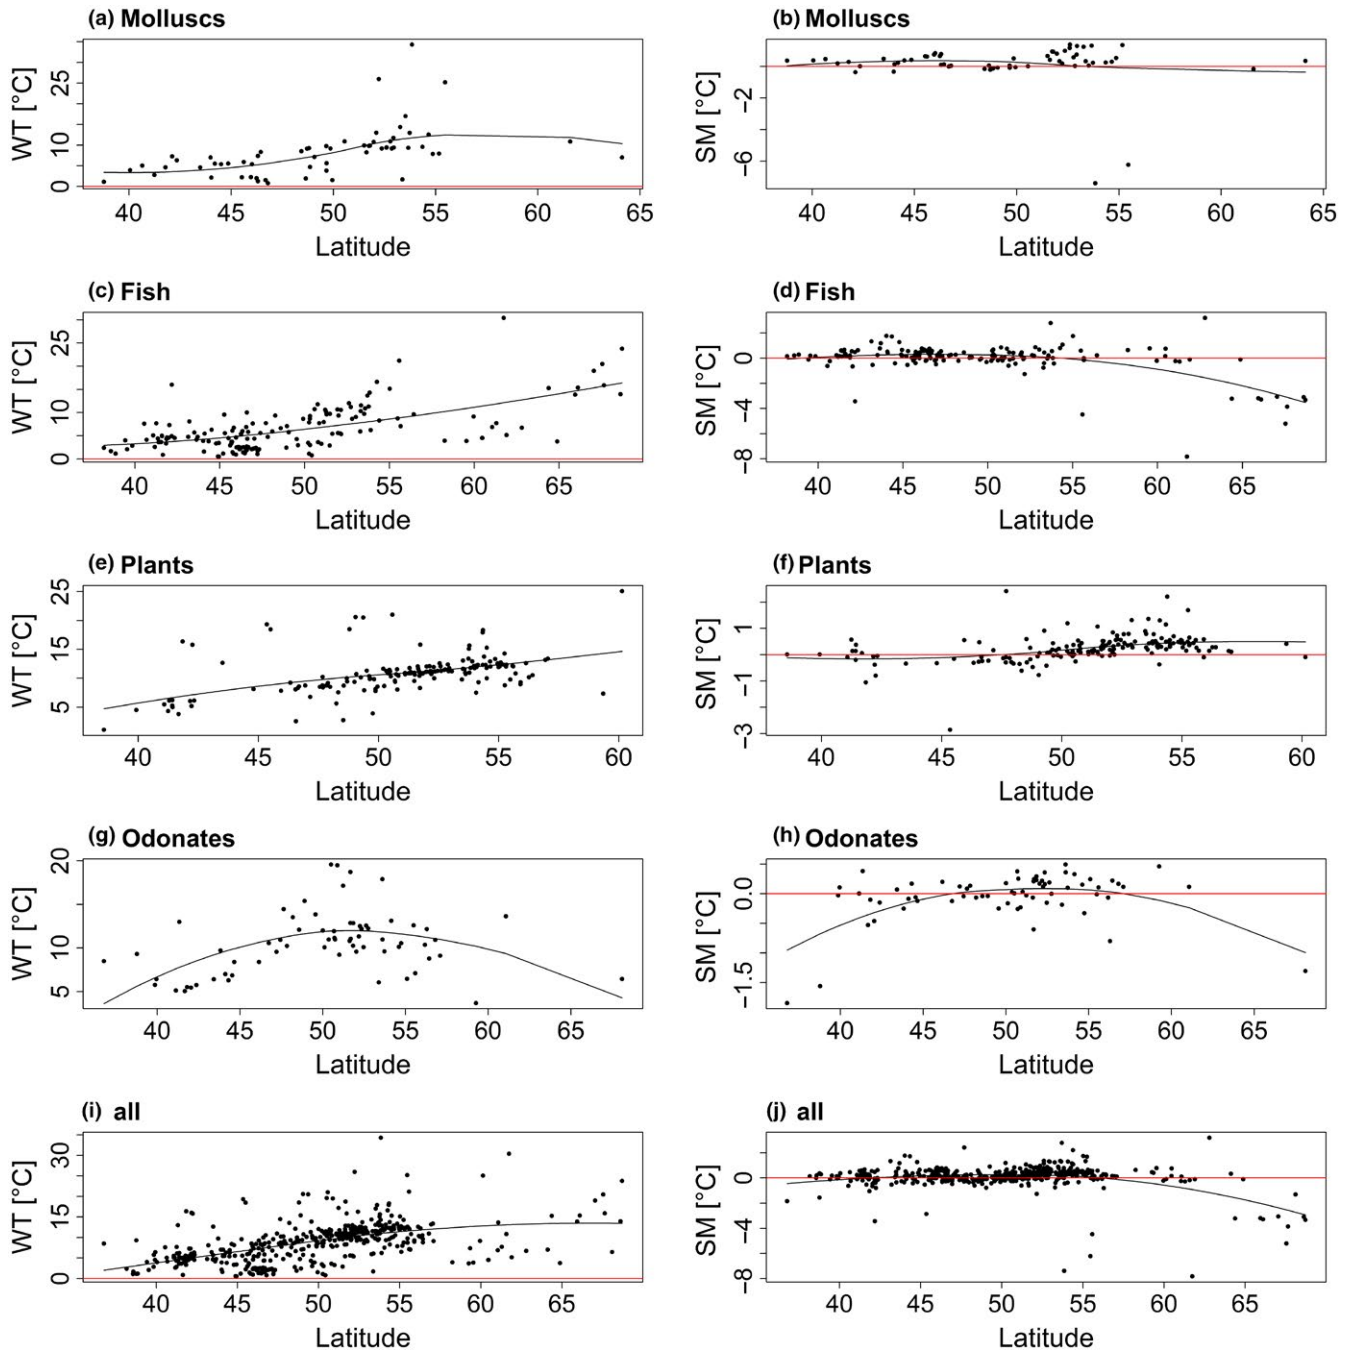 (a) Molluscs
WT [°C]
25
10
0
40 45 50 55 60 65
Latitude
(b) Molluscs
SM [°C]
−2
−6
40 45 50 55 60 65
Latitude
(c) Fish
WT [°C]
25
10
0
40 45 50 55 60 65
Latitude
(d) Fish
SM [°C]
0
−4
−8
40 45 50 55 60 65
Latitude
(e) Plants
WT [°C]
25
15
5
40 45 50 55 60
Latitude
(f) Plants
SM [°C]
1
−1
−3
40 45 50 55 60
Latitude
(g) Odonates
WT [°C]
20
10
5
40 45 50 55 60 65
Latitude
(h) Odonates
SM [°C]
0.0
−1.5
40 45 50 55 60 65
Latitude
(i) all
WT [°C]
30
15
0
40 45 50 55 60 65
Latitude
(j) all
SM [°C]
0
−4
−8
40 45 50 55 60 65
Latitude